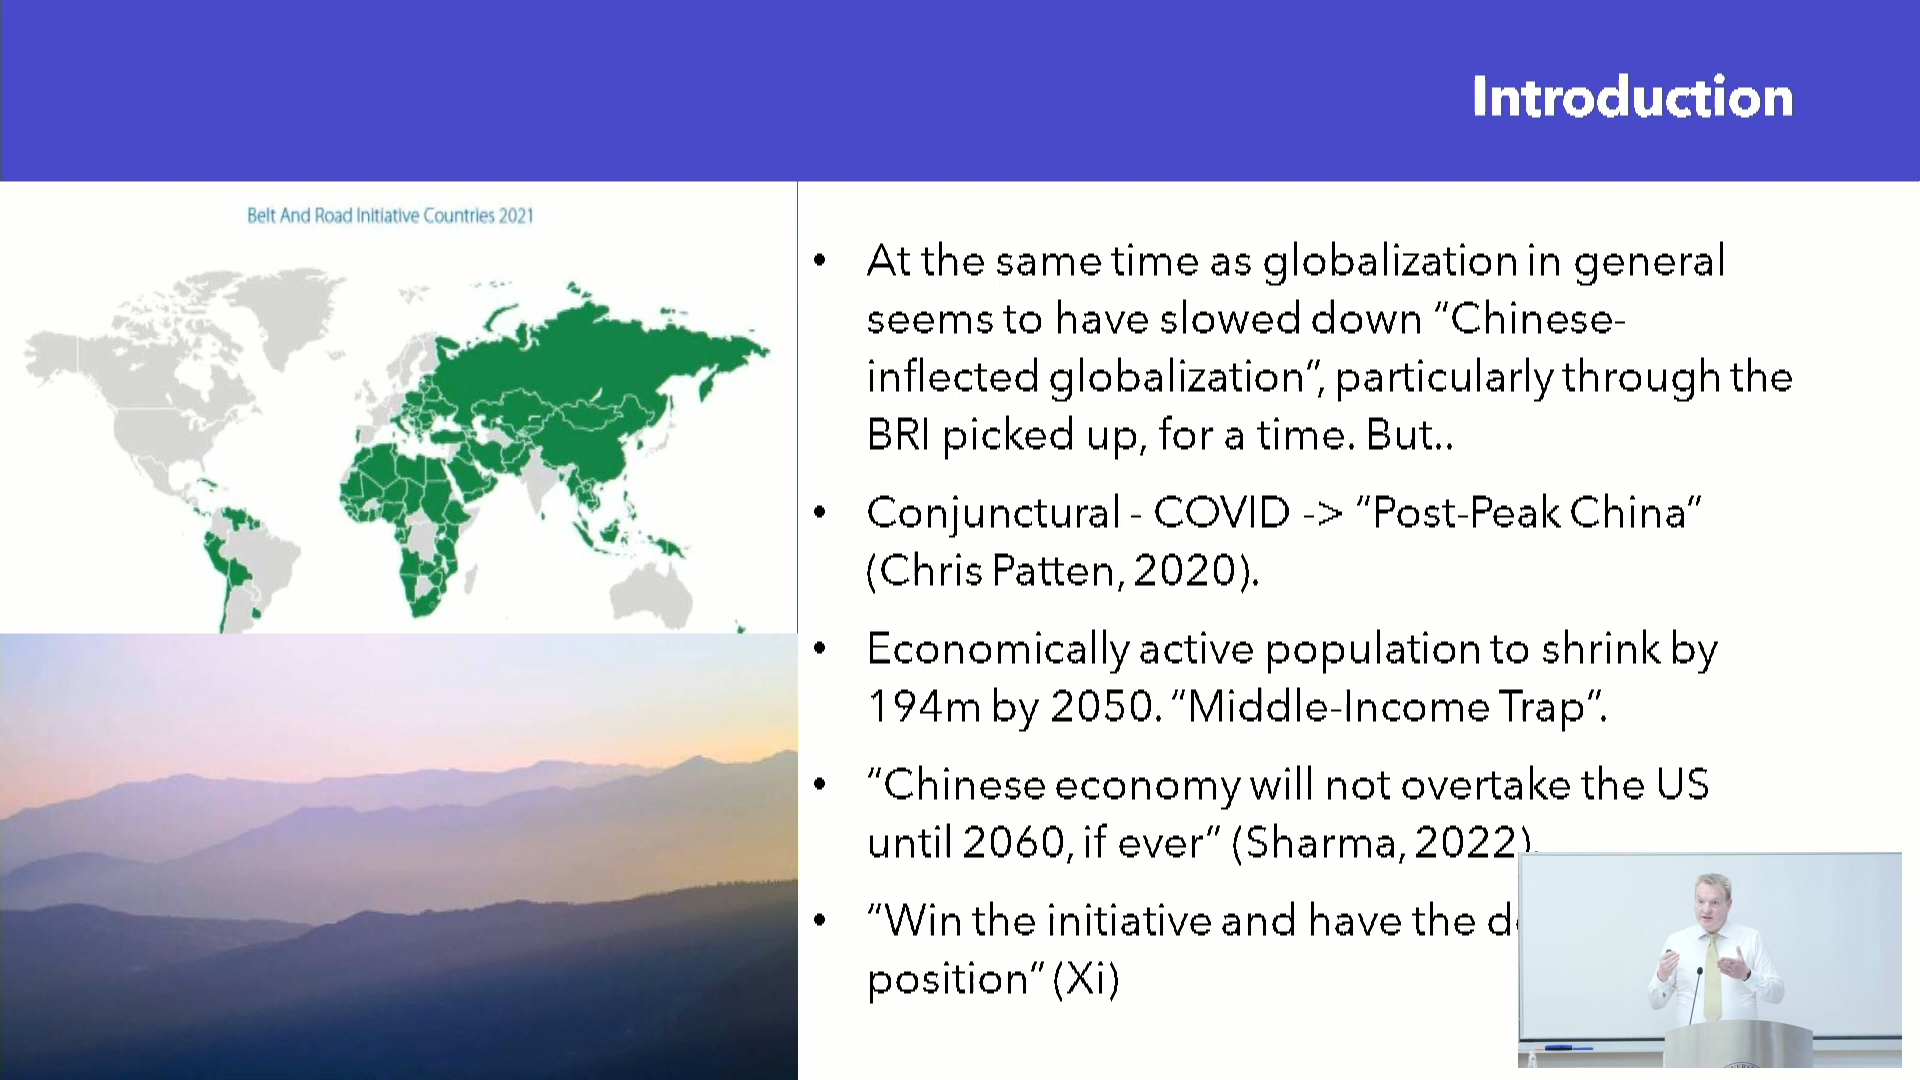 Introduction
Belt And Road Initiative Countries 2021
• At the same time as globalization in general
seems to have slowed down “Chinese-
inflected globalization”, particularly through the
BRI picked up, for a time. But..
• Conjunctural - COVID -> “Post-Peak China”
(Chris Patten, 2020).
• Economically active population to shrink by
194m by 2050. “Middle-Income Trap”.
• “Chinese economy will not overtake the US
until 2060, if ever” (Sharma, 2022).
• “Win the initiative and have the
position” (Xi)